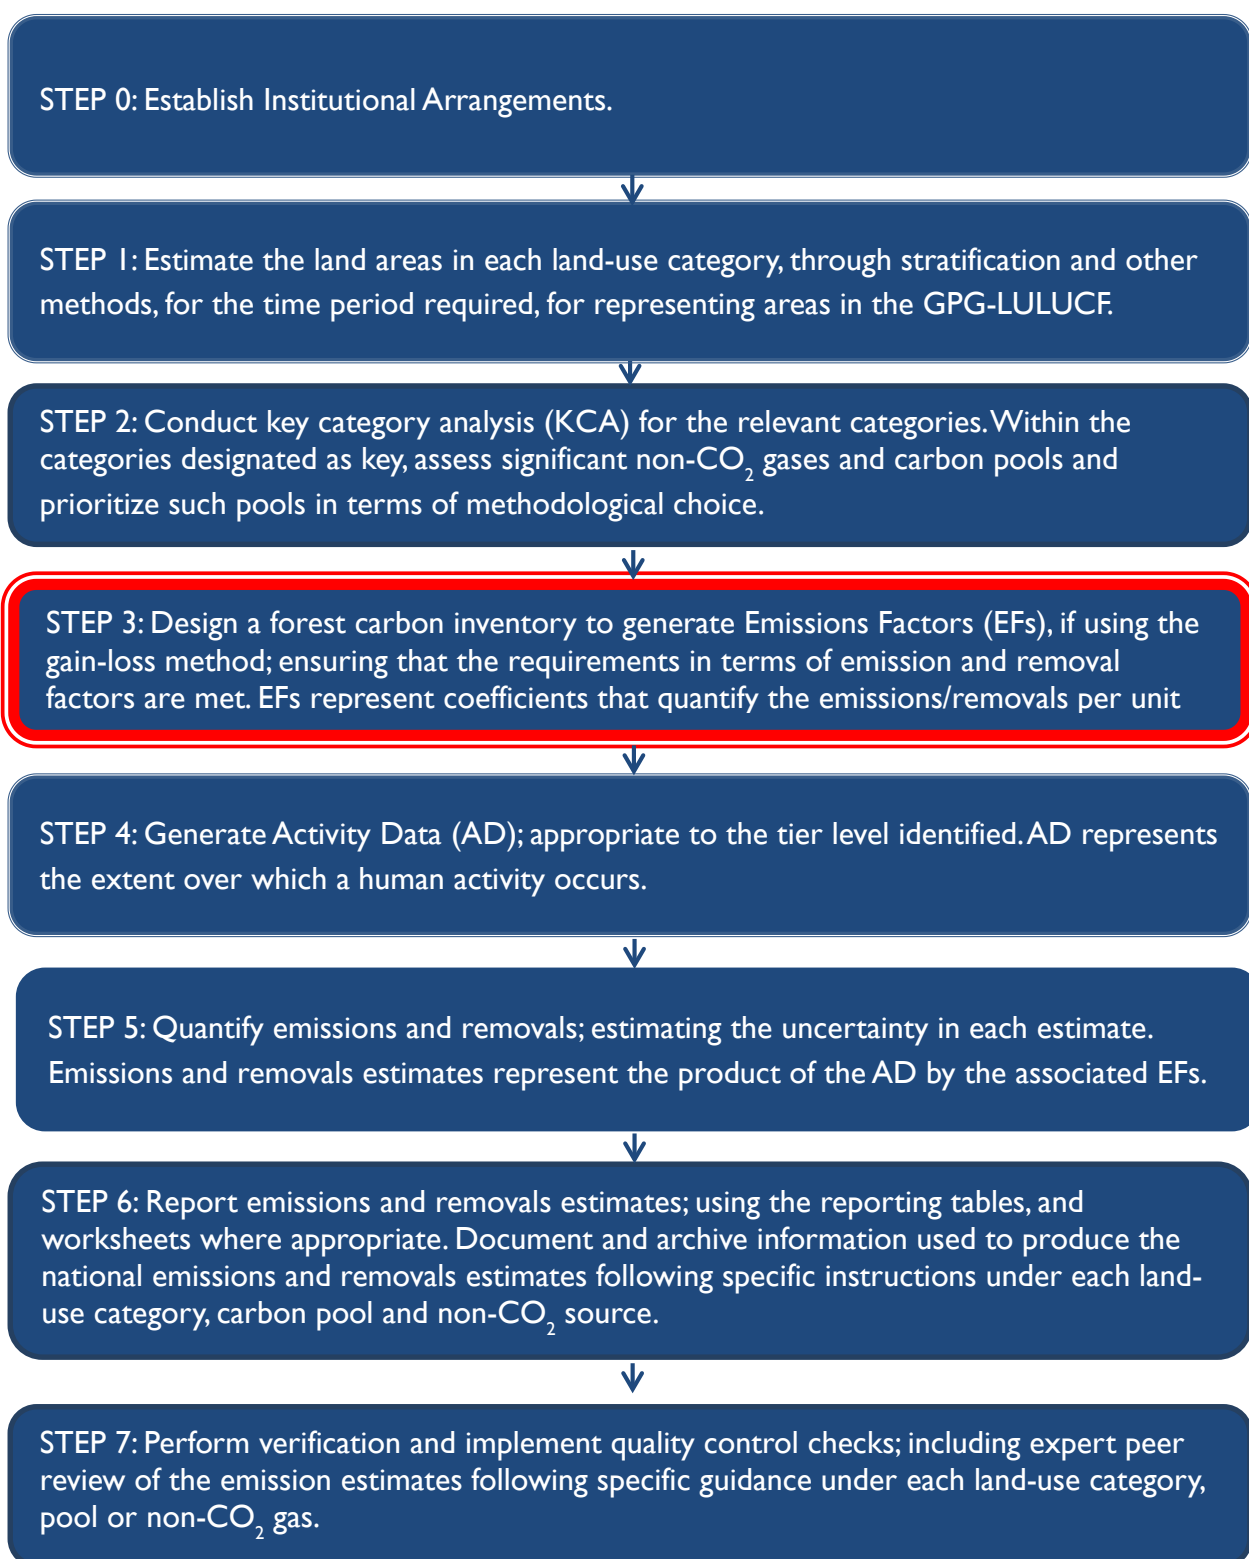 STEP 0: Establish Institutional Arrangements.
STEP 1: Estimate the land areas in each land-use category, through stratification and other
methods, for the time period required, for representing areas in the GPG-LULUCF.
STEP 2: Conduct key category analysis (KCA) for the relevant categories. Within the
categories designated as key, assess significant non-CO₂ gases and carbon pools and
prioritize such pools in terms of methodological choice.
STEP 3: Design a forest carbon inventory to generate Emissions Factors (EFs), if using the
gain-loss method; ensuring that the requirements in terms of emission and removal
factors are met. EFs represent coefficients that quantify the emissions/removals per unit
STEP 4: Generate Activity Data (AD); appropriate to the tier level identified. AD represents
the extent over which a human activity occurs.
STEP 5: Quantify emissions and removals; estimating the uncertainty in each estimate.
Emissions and removals estimates represent the product of the AD by the associated EFs.
STEP 6: Report emissions and removals estimates; using the reporting tables, and
worksheets where appropriate. Document and archive information used to produce the
national emissions and removals estimates following specific instructions under each land-
use category, carbon pool and non-CO₂ source.
STEP 7: Perform verification and implement quality control checks; including expert peer
review of the emission estimates following specific guidance under each land-use category,
pool or non-CO₂ gas.